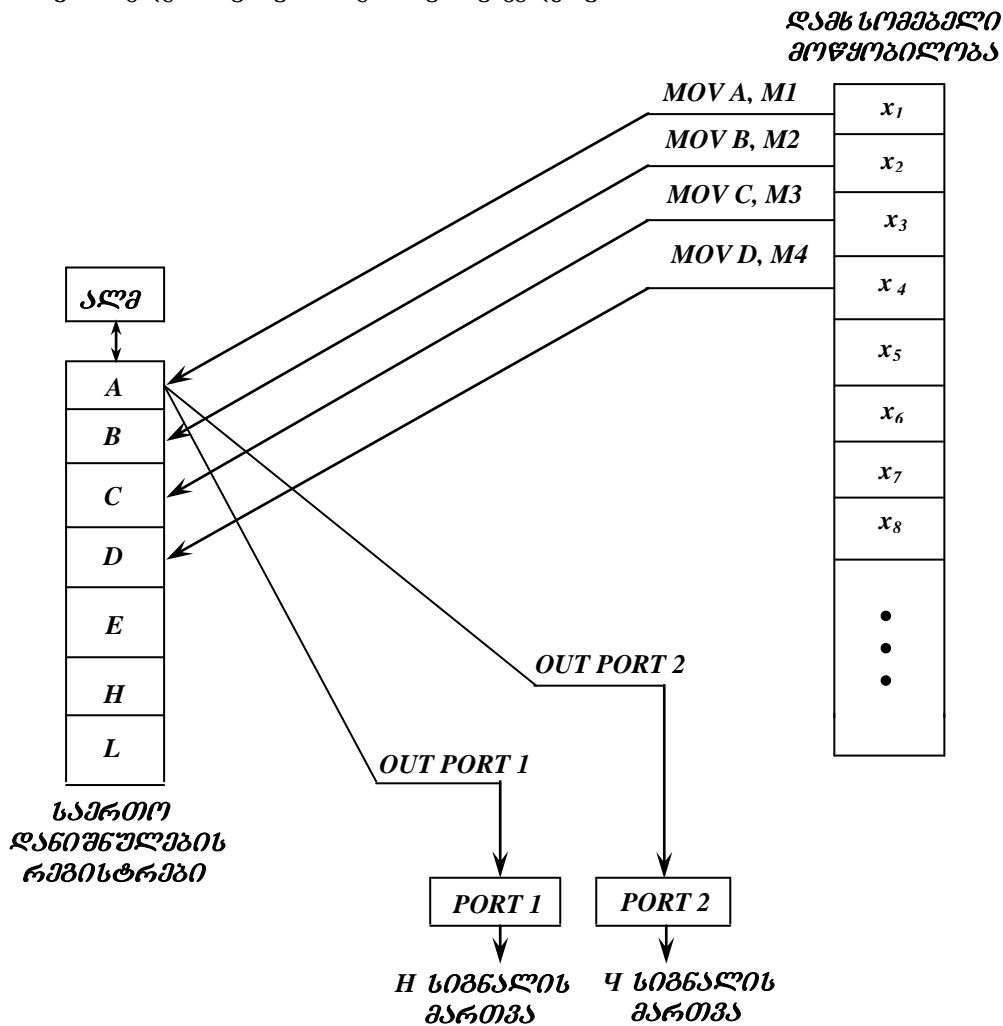 დამხსომებელი
მოწყობილობა
MOV A, M1
x₁
MOV B, M2
x₂
MOV C, M3
x₃
MOV D, M4
x₄
ალმ
x₅
A
x₆
B
x₇
C
x₈
D
E
OUT PORT 2
H
L
OUT PORT 1
საერთო
დანიშნულების
რეგისტრები
PORT 1
PORT 2
H სიგნალის
მართვა
Ч სიგნალის
მართვა